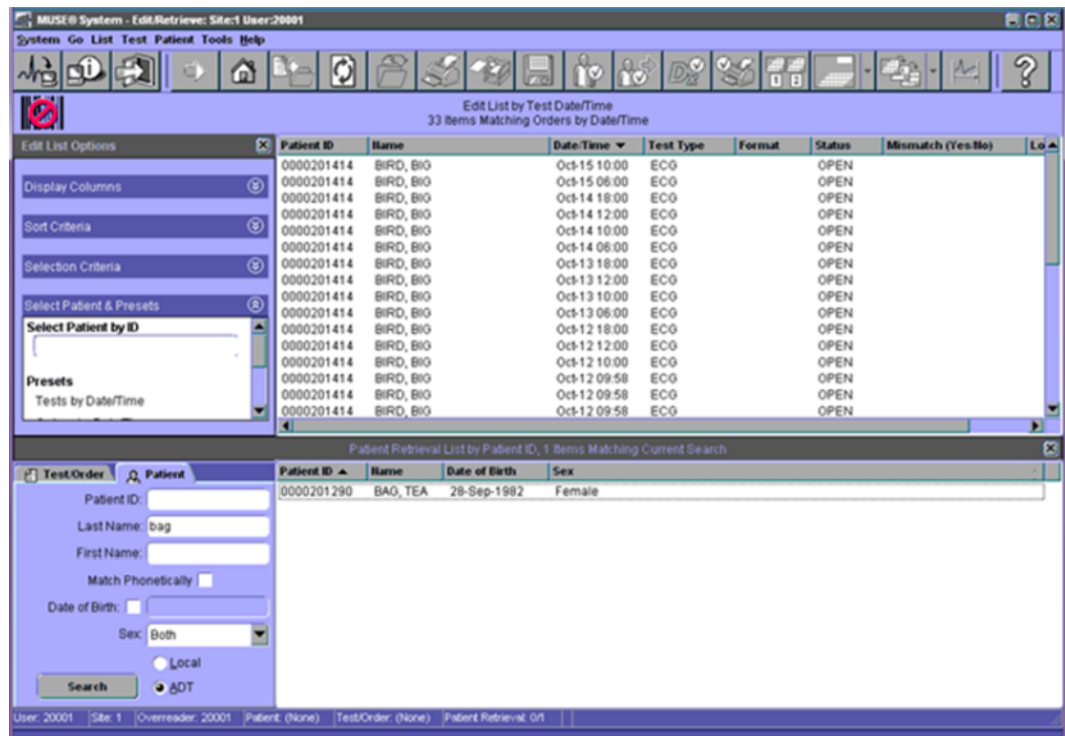 MUSE® System - Edit/Retrieve: Site:1 User:20001
System Go List Test Patient Tools Help
Edit List by Test Date/Time
33 Items Matching Orders by Date/Time
Edit List Options
Display Columns
Sort Criteria
Selection Criteria
Select Patient & Presets
Select Patient by ID
Presets
Tests by Date/Time
Patient ID Name Date/Time Test Type Format Status Mismatch (Yes/No) Lo
0000201414 BIRD, BIG Oct-15 10:00 ECG OPEN
0000201414 BIRD, BIG Oct-15 06:00 ECG OPEN
0000201414 BIRD, BIG Oct-14 18:00 ECG OPEN
0000201414 BIRD, BIG Oct-14 12:00 ECG OPEN
0000201414 BIRD, BIG Oct-14 10:00 ECG OPEN
0000201414 BIRD, BIG Oct-14 06:00 ECG OPEN
0000201414 BIRD, BIG Oct-13 18:00 ECG OPEN
0000201414 BIRD, BIG Oct-13 12:00 ECG OPEN
0000201414 BIRD, BIG Oct-13 10:00 ECG OPEN
0000201414 BIRD, BIG Oct-13 06:00 ECG OPEN
0000201414 BIRD, BIG Oct-12 18:00 ECG OPEN
0000201414 BIRD, BIG Oct-12 12:00 ECG OPEN
0000201414 BIRD, BIG Oct-12 10:00 ECG OPEN
0000201414 BIRD, BIG Oct-12 09:58 ECG OPEN
0000201414 BIRD, BIG Oct-12 09:58 ECG OPEN
0000201414 BIRD, BIG Oct-12 09:58 ECG OPEN
Patient Retrieval List by Patient ID, 1 Items Matching Current Search
Test/Order Patient
Patient ID:
Last Name: bag
First Name:
Match Phonetically
Date of Birth:
Sex: Both
Local
Search ADT
Patient ID Name Date of Birth Sex
0000201290 BAG, TEA 28-Sep-1982 Female
User: 20001 Site: 1 Overreader: 20001 Patient: (None) Test/Order: (None) Patient Retrieval: 0/1